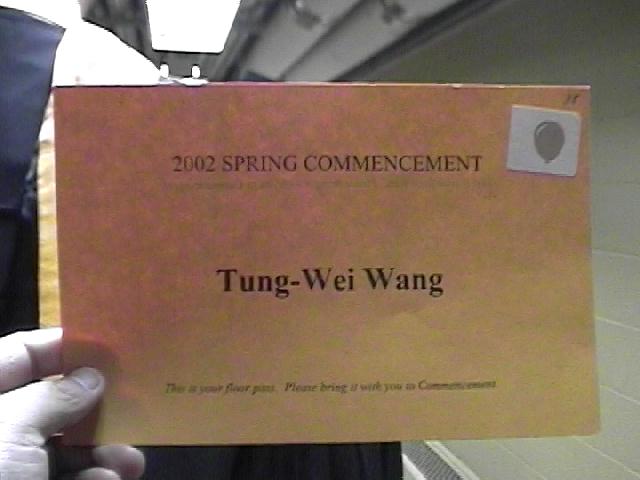 2002 SPRING COMMENCEMENT
Tung-Wei Wang
This is your floor pass. Please bring it with you to Commencement